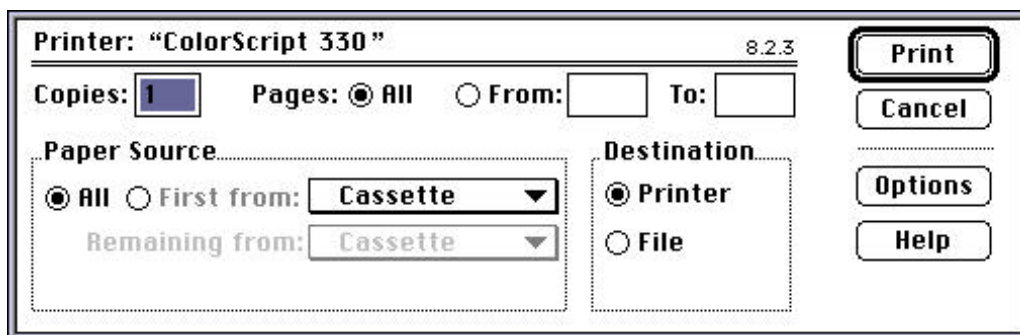 Printer: “ColorScript 330”
8.2.3
Print
Copies: 1 Pages: All From: To:
Cancel
Paper Source
Destination
All First from: Cassette
Printer
Options
Remaining from: Cassette
File
Help